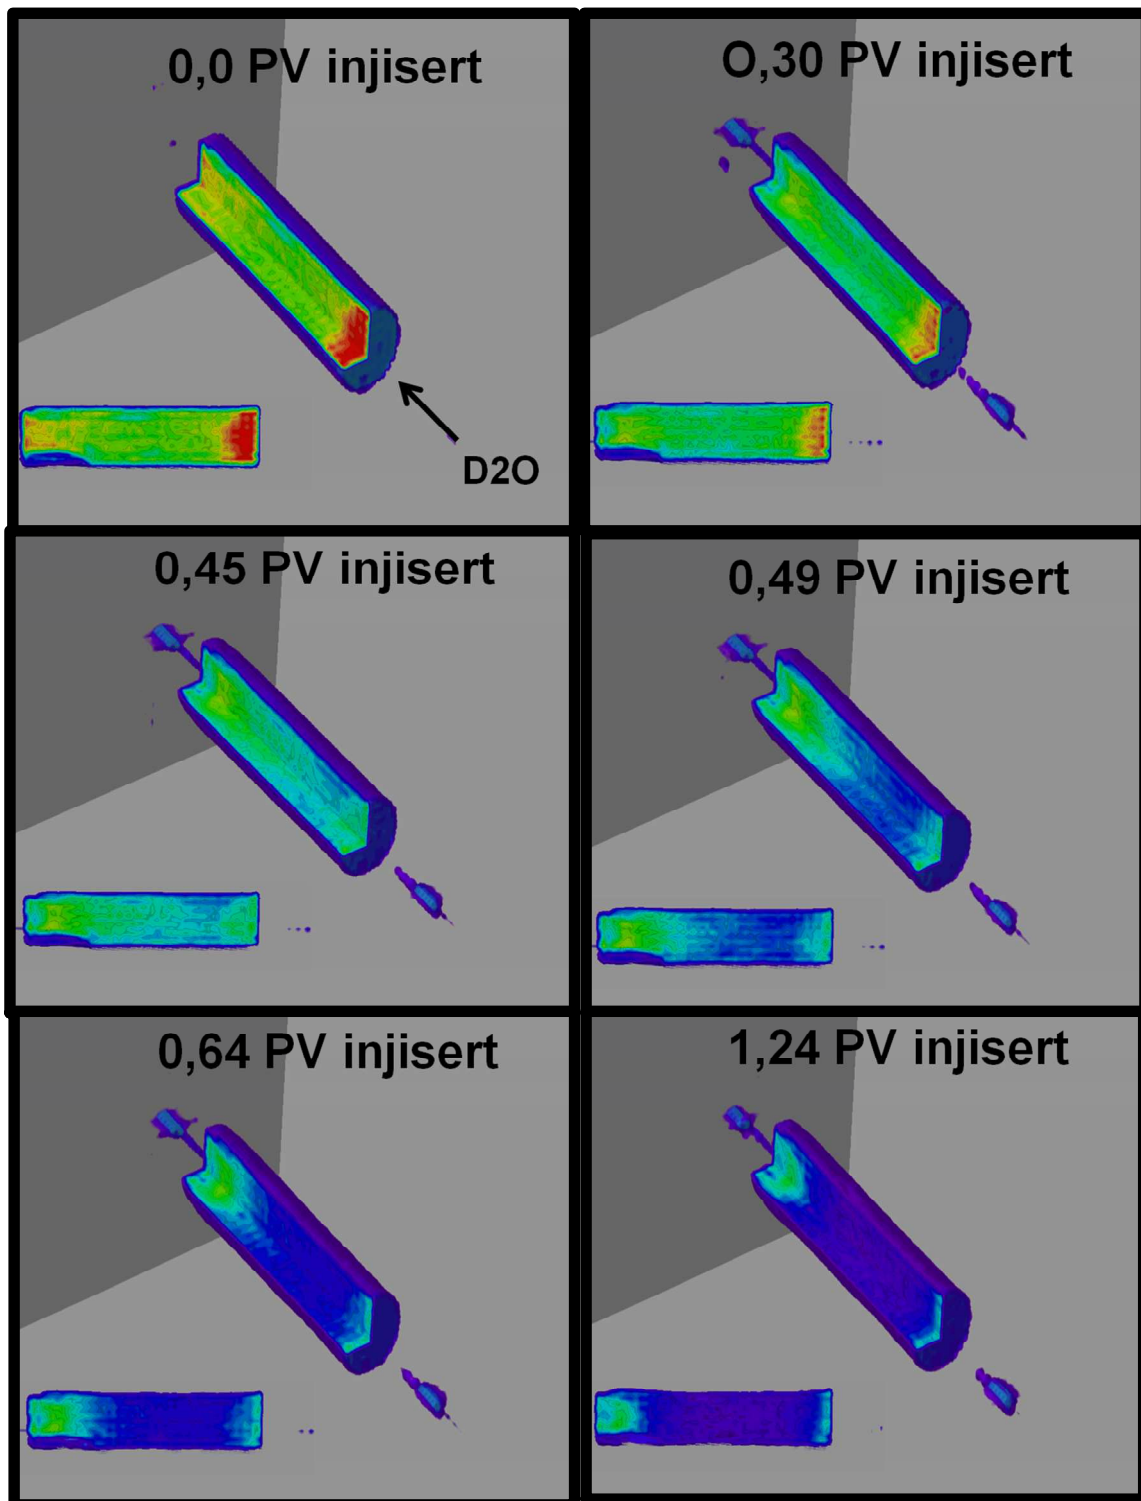 0,0 PV injisert
O,30 PV injisert
D2O
0,45 PV injisert
0,49 PV injisert
0,64 PV injisert
1,24 PV injisert